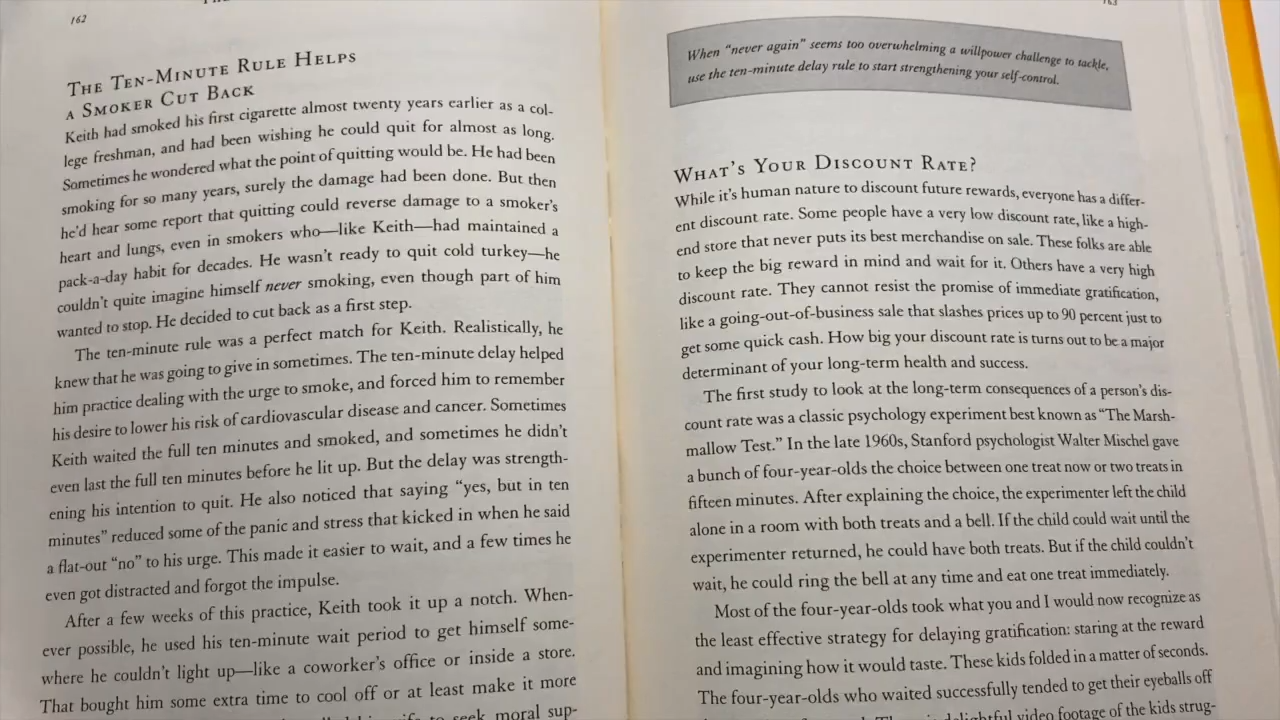 162
THE TEN-MINUTE RULE HELPS
A SMOKER CUT BACK
Keith had smoked his first cigarette almost twenty years earlier as a col-
lege freshman, and had been wishing he could quit for almost as long.
Sometimes he wondered what the point of quitting would be. He had been
smoking for so many years, surely the damage had been done. But then
he'd hear some report that quitting could reverse damage to a smoker's
heart and lungs, even in smokers who—like Keith—had maintained a
pack-a-day habit for decades. He wasn't ready to quit cold turkey—he
couldn't quite imagine himself never smoking, even though part of him
wanted to stop. He decided to cut back as a first step.
The ten-minute rule was a perfect match for Keith. Realistically, he
knew that he was going to give in sometimes. The ten-minute delay helped
him practice dealing with the urge to smoke, and forced him to remember
his desire to lower his risk of cardiovascular disease and cancer. Sometimes
Keith waited the full ten minutes and smoked, and sometimes he didn't
even last the full ten minutes before he lit up. But the delay was strength-
ening his intention to quit. He also noticed that saying "yes, but in ten
minutes" reduced some of the panic and stress that kicked in when he said
a flat-out "no" to his urge. This made it easier to wait, and a few times he
even got distracted and forgot the impulse.
After a few weeks of this practice, Keith took it up a notch. When-
ever possible, he used his ten-minute wait period to get himself some-
where he couldn't light up—like a coworker's office or inside a store.
That bought him some extra time to cool off or at least make it more
to seek moral sup-
163
When "never again" seems too overwhelming a willpower challenge to tackle,
use the ten-minute delay rule to start strengthening your self-control.
WHAT'S YOUR DISCOUNT RATE?
While it's human nature to discount future rewards, everyone has a differ-
ent discount rate. Some people have a very low discount rate, like a high-
end store that never puts its best merchandise on sale. These folks are able
to keep the big reward in mind and wait for it. Others have a very high
discount rate. They cannot resist the promise of immediate gratification,
like a going-out-of-business sale that slashes prices up to 90 percent just to
get some quick cash. How big your discount rate is turns out to be a major
determinant of your long-term health and success.
The first study to look at the long-term consequences of a person's dis-
count rate was a classic psychology experiment best known as "The Marsh-
mallow Test." In the late 1960s, Stanford psychologist Walter Mischel gave
a bunch of four-year-olds the choice between one treat now or two treats in
fifteen minutes. After explaining the choice, the experimenter left the child
alone in a room with both treats and a bell. If the child could wait until the
experimenter returned, he could have both treats. But if the child couldn't
wait, he could ring the bell at any time and eat one treat immediately.
Most of the four-year-olds took what you and I would now recognize as
the least effective strategy for delaying gratification: staring at the reward
and imagining how it would taste. These kids folded in a matter of seconds.
The four-year-olds who waited successfully tended to get their eyeballs off
delightful video footage of the kids strug-